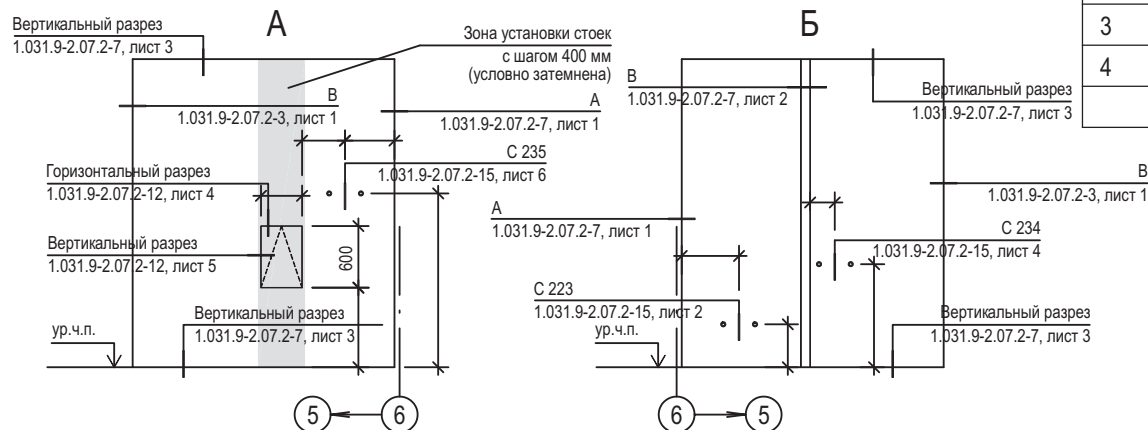 А
Вертикальный разрез
1.031.9-2.07.2-7, лист 3
Зона установки стоек
с шагом 400 мм
(условно затемнена)
В
1.031.9-2.07.2-3, лист 1
А
1.031.9-2.07.2-7, лист 1
С 235
1.031.9-2.07.2-15, лист 6
Горизонтальный разрез
1.031.9-2.07.2-12, лист 4
Вертикальный разрез
1.031.9-2.07.2-12, лист 5
600
Вертикальный разрез
1.031.9-2.07.2-7, лист 3
ур.ч.п.
5
6
Б
В
1.031.9-2.07.2-7, лист 2
Вертикальный разрез
1.031.9-2.07.2-7, лист 3
В
1.031.9-2.07.2-3, лист 1
А
1.031.9-2.07.2-7, лист 1
С 234
1.031.9-2.07.2-15, лист 4
С 223
1.031.9-2.07.2-15, лист 2
Вертикальный разрез
1.031.9-2.07.2-7, лист 3
ур.ч.п.
6
5
3
4